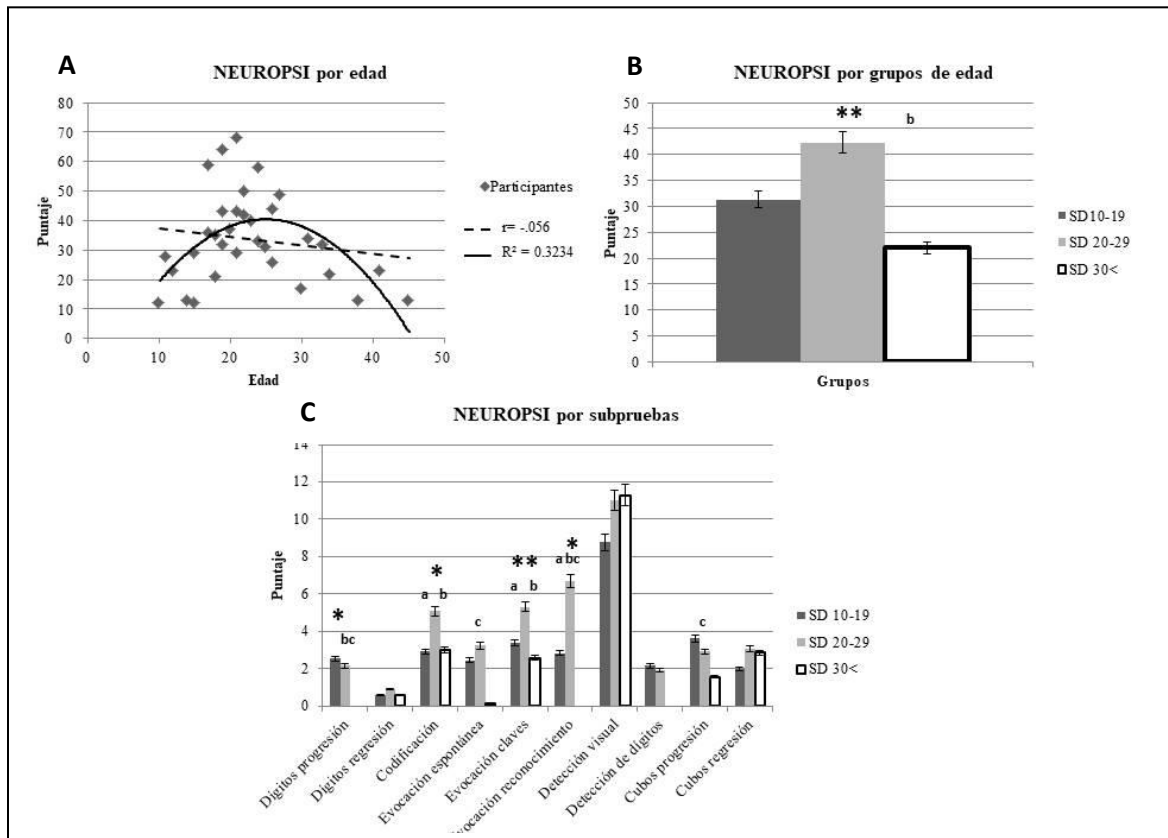 A
NEUROPSI por edad
80
70
60
50
40
30
20
10
0
Puntaje
0
10
20
30
40
50
Edad
Participantes
r= -.056
R² = 0.3234
B
NEUROPSI por grupos de edad
50
45
40
35
30
25
20
15
10
5
0
Puntaje
**
b
Grupos
SD10-19
SD 20-29
SD 30<
C
NEUROPSI por subpruebas
14
12
10
8
6
4
2
0
Puntaje
*
bc
*
a b
c
**
a b
*
a bc
c
Dígitos progresión
Dígitos regresión
Codificación
Evocación espontánea
Evocación claves
Evocación reconocimiento
Detección visual
Detección de dígitos
Cubos progresión
Cubos regresión
SD 10-19
SD 20-29
SD 30<